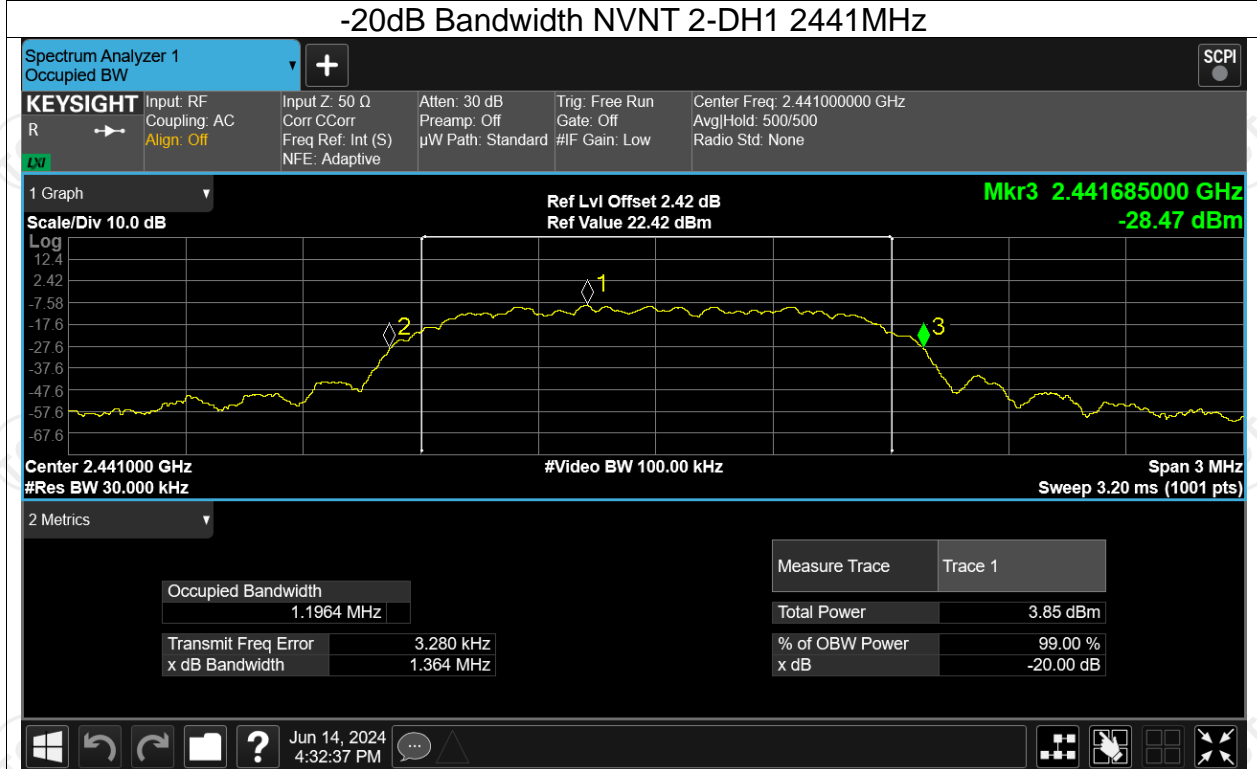 -20dB Bandwidth NVNT 2-DH1 2441MHz
Spectrum Analyzer 1
Occupied BW
SCPI
KEYSIGHT
R
LXI
Input: RF
Coupling: AC
Align: Off
Input Z: 50 Ω
Corr CCorr
Freq Ref: Int (S)
NFE: Adaptive
Atten: 30 dB
Preamp: Off
µW Path: Standard
Trig: Free Run
Gate: Off
#IF Gain: Low
Center Freq: 2.441000000 GHz
Avg|Hold: 500/500
Radio Std: None
1 Graph
Scale/Div 10.0 dB
Ref Lvl Offset 2.42 dB
Ref Value 22.42 dBm
Mkr3 2.441685000 GHz
-28.47 dBm
Log
12.4
2.42
-7.58
-17.6
-27.6
-37.6
-47.6
-57.6
-67.6
1
2
3
Center 2.441000 GHz
#Res BW 30.000 kHz
#Video BW 100.00 kHz
Span 3 MHz
Sweep 3.20 ms (1001 pts)
2 Metrics
Occupied Bandwidth
1.1964 MHz
Transmit Freq Error 3.280 kHz
x dB Bandwidth 1.364 MHz
Measure Trace Trace 1
Total Power 3.85 dBm
% of OBW Power 99.00 %
x dB -20.00 dB
Jun 14, 2024
4:32:37 PM